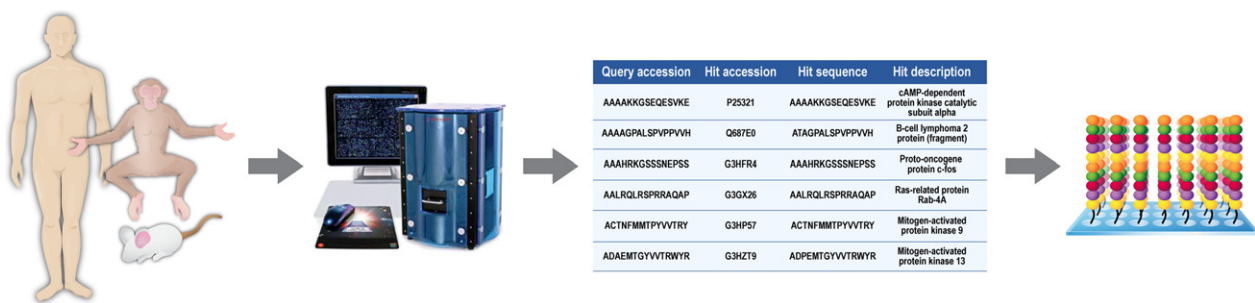 Query accession Hit accession Hit sequence Hit description
AAAAKKGSEQESVKE P25321 AAAAKKGSEQESVKE cAMP-dependent
protein kinase catalytic
subuit alpha
AAAAGPALSPVPPVVH Q687E0 ATAGPALSPVPPVVH B-cell lymphoma 2
protein (fragment)
AAAHRKGSSSNEPSS G3HFR4 AAAHRKGSSSNEPSS Proto-oncogene
protein c-fos
AALRQLRSPRRAQAP G3GX26 AALRQLRSPRRAQAP Ras-related protein
Rab-4A
ACTNFMMTPYVVTRY G3HP57 ACTNFMMTPYVVTRY Mitogen-activated
protein kinase 9
ADAEMTGYVVTRWYR G3HZT9 ADPEMTGYVVTRWYR Mitogen-activated
protein kinase 13